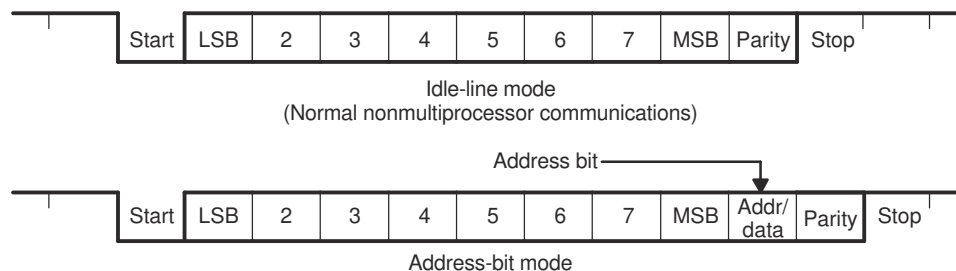 Start LSB 2 3 4 5 6 7 MSB Parity Stop
Idle-line mode
(Normal nonmultiprocessor communications)
Address bit
Start LSB 2 3 4 5 6 7 MSB Addr/data Parity Stop
Address-bit mode